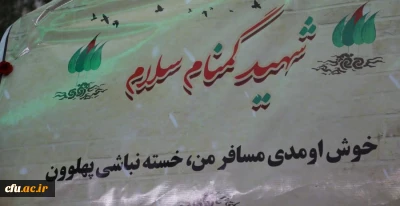 شهید گمنام سلام
خوش اومدی مسافر من، خسته نباشی پهلوون
cfu.ac.ir